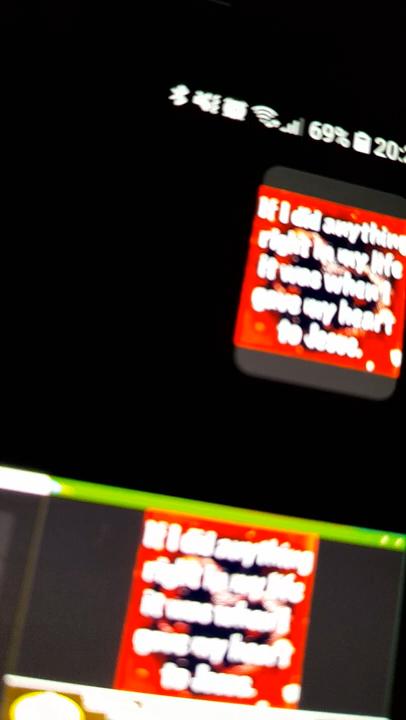 69% 20:
If I did anything
right in my life
it was when I
gave my heart
to Jesus.
If I did anything
right in my life
it was when I
gave my heart
to Jesus.